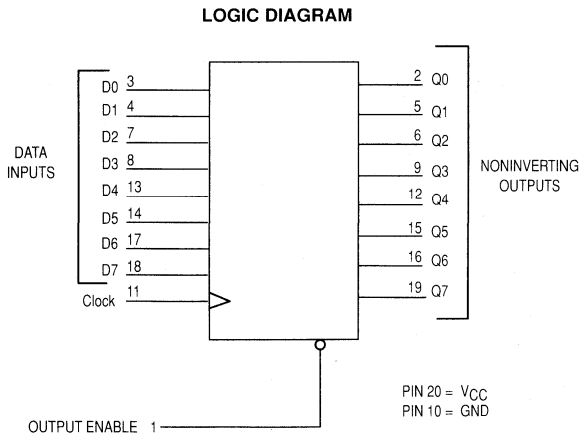 LOGIC DIAGRAM
DATA
INPUTS
D0 3
D1 4
D2 7
D3 8
D4 13
D5 14
D6 17
D7 18
Clock 11
2 Q0
5 Q1
6 Q2
9 Q3
12 Q4
15 Q5
16 Q6
19 Q7
NONINVERTING
OUTPUTS
OUTPUT ENABLE 1
PIN 20 = VCC
PIN 10 = GND